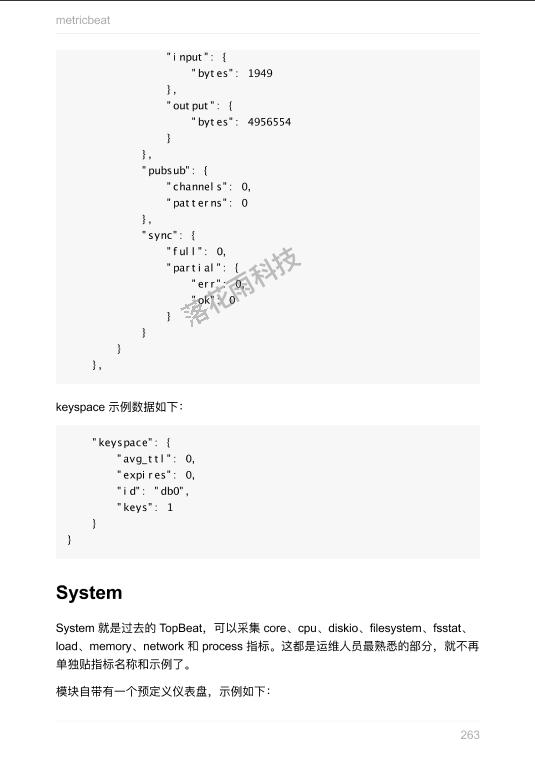 metricbeat
"input": {
"bytes": 1949
},
"output": {
"bytes": 4956554
}
},
"pubsub": {
"channels": 0,
"patterns": 0
},
"sync": {
"full": 0,
"partial": {
"err": 0,
"ok": 0
}
}
}
},
落花雨科技
keyspace 示例数据如下：
"keyspace": {
"avg_ttl": 0,
"expires": 0,
"id": "db0",
"keys": 1
}
}
System
System 就是过去的 TopBeat，可以采集 core、cpu、diskio、filesystem、fsstat、
load、memory、network 和 process 指标。这都是运维人员最熟悉的部分，就不再
单独贴指标名称和示例了。
模块自带有一个预定义仪表盘，示例如下：
263